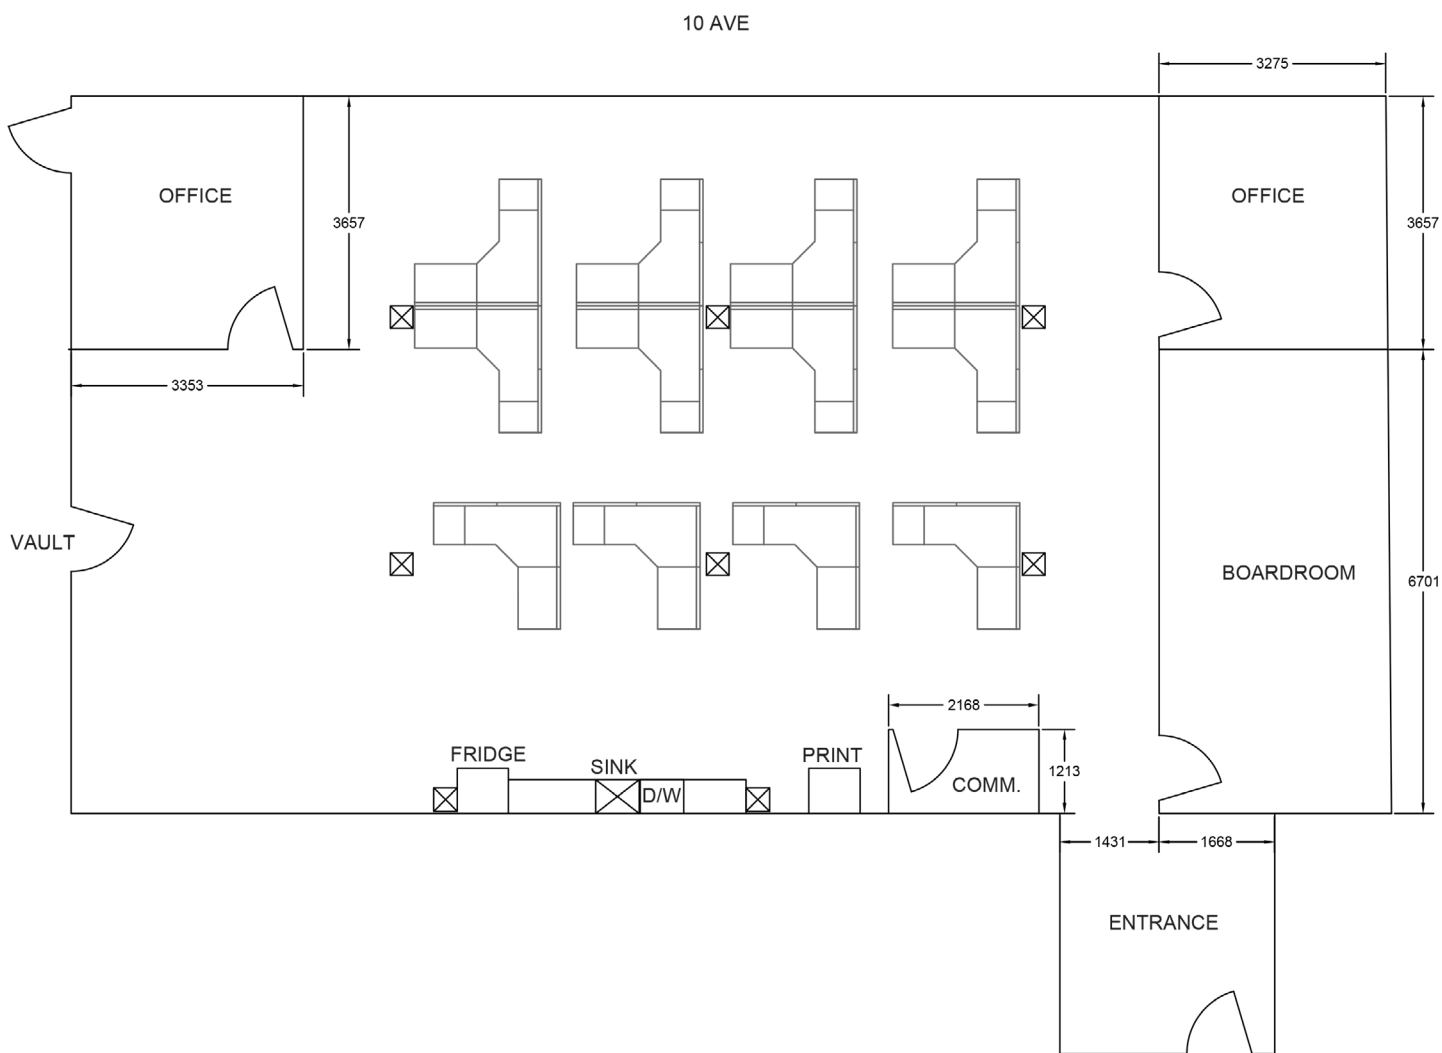 10 AVE
3275
OFFICE
OFFICE
3657
3657
3353
VAULT
BOARDROOM
6701
2168
FRIDGE
SINK
PRINT
1213
COMM.
D/W
1431
1668
ENTRANCE